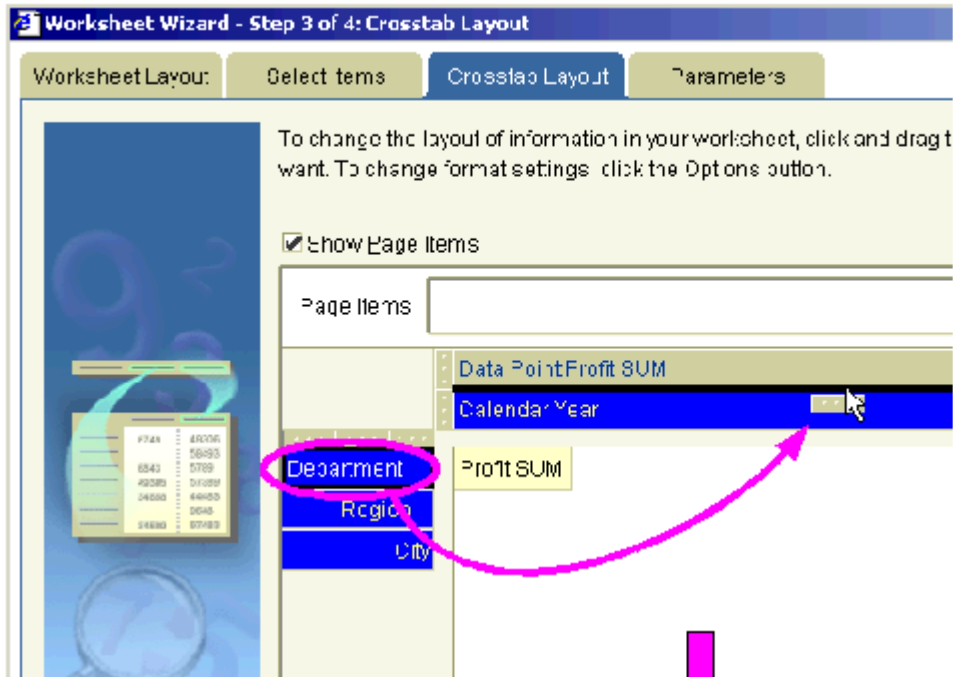 Worksheet Wizard - Step 3 of 4: Crosstab Layout
Worksheet Layout Select Items Crosstab Layout Parameters
To change the layout of information in your worksheet, click and drag t
want. To change format settings, click the Options button.
Show Page Items
Page Items
Data Point Profit SUM
Calendar Year
Department Profit SUM
Region
City